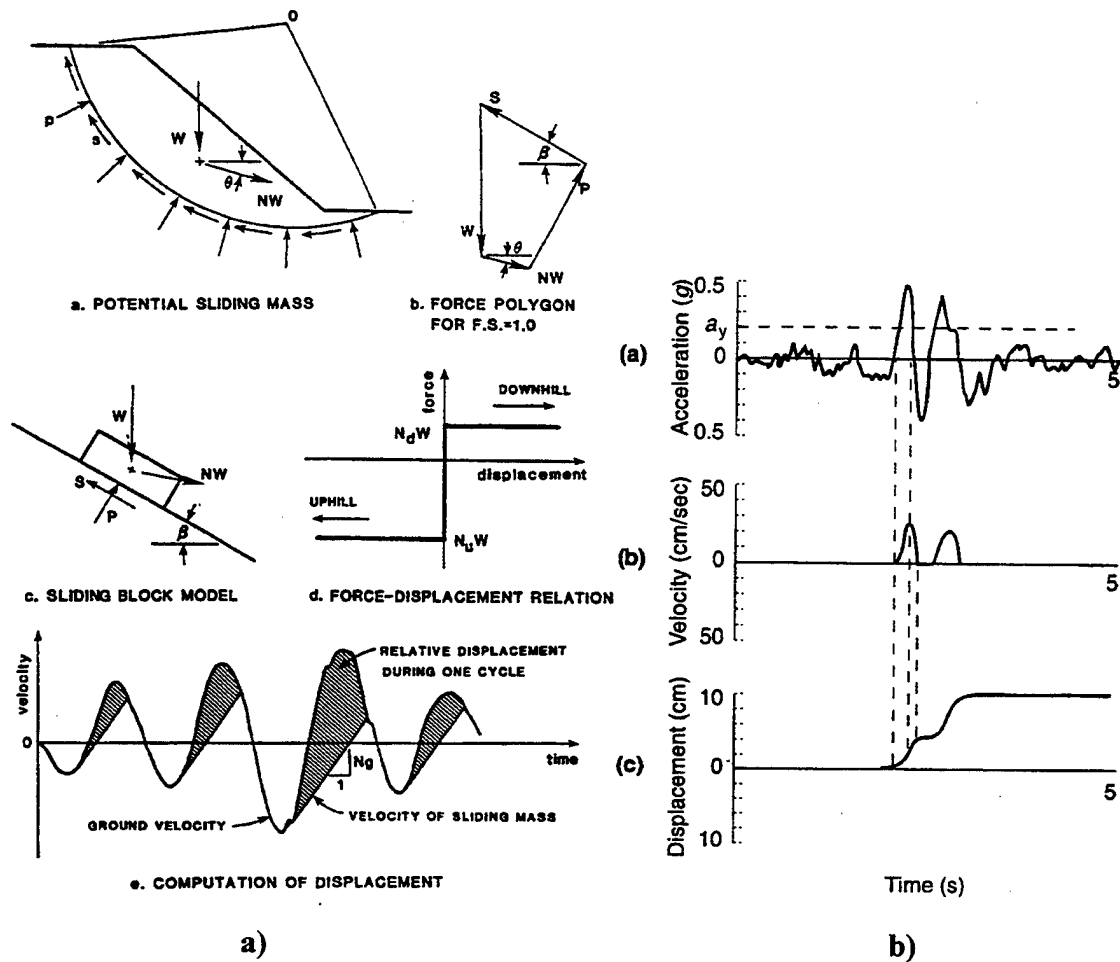 O
P
s
W
θ
NW
a. POTENTIAL SLIDING MASS
S
β
P
W
θ
NW
b. FORCE POLYGON
FOR F.S.=1.0
W
NW
S
P
β
c. SLIDING BLOCK MODEL
force
DOWNHILL
N_dW
displacement
UPHILL
N_uW
d. FORCE-DISPLACEMENT RELATION
velocity
0
RELATIVE DISPLACEMENT
DURING ONE CYCLE
time
Ng
1
GROUND VELOCITY
VELOCITY OF SLIDING MASS
e. COMPUTATION OF DISPLACEMENT
a)
(a)
Acceleration (g)
0.5
a_y
0
0.5
5
(b)
Velocity (cm/sec)
50
0
50
5
(c)
Displacement (cm)
10
0
10
5
Time (s)
b)